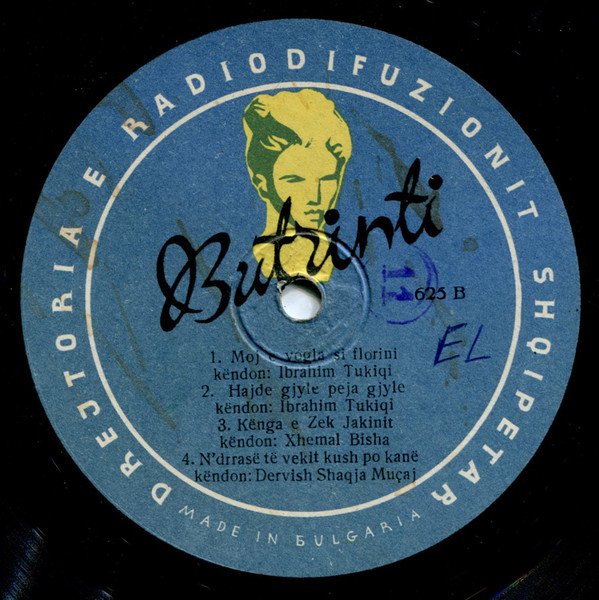 DREJTORIA E RADIODIFUZIONIT SHQIPETAR
Butrinti
11
625 B
EL
1. Moj e vogla si florini
këndon: Ibrahim Tukiqi
2. Hajde gjyle peja gjyle
këndon: Ibrahim Tukiqi
3. Kënga e Zek Jakinit
këndon: Xhemal Bisha
4. N'drrasë të vekit kush po kanë
këndon: Dervish Shaqja Muçaj
MADE IN BULGARIA